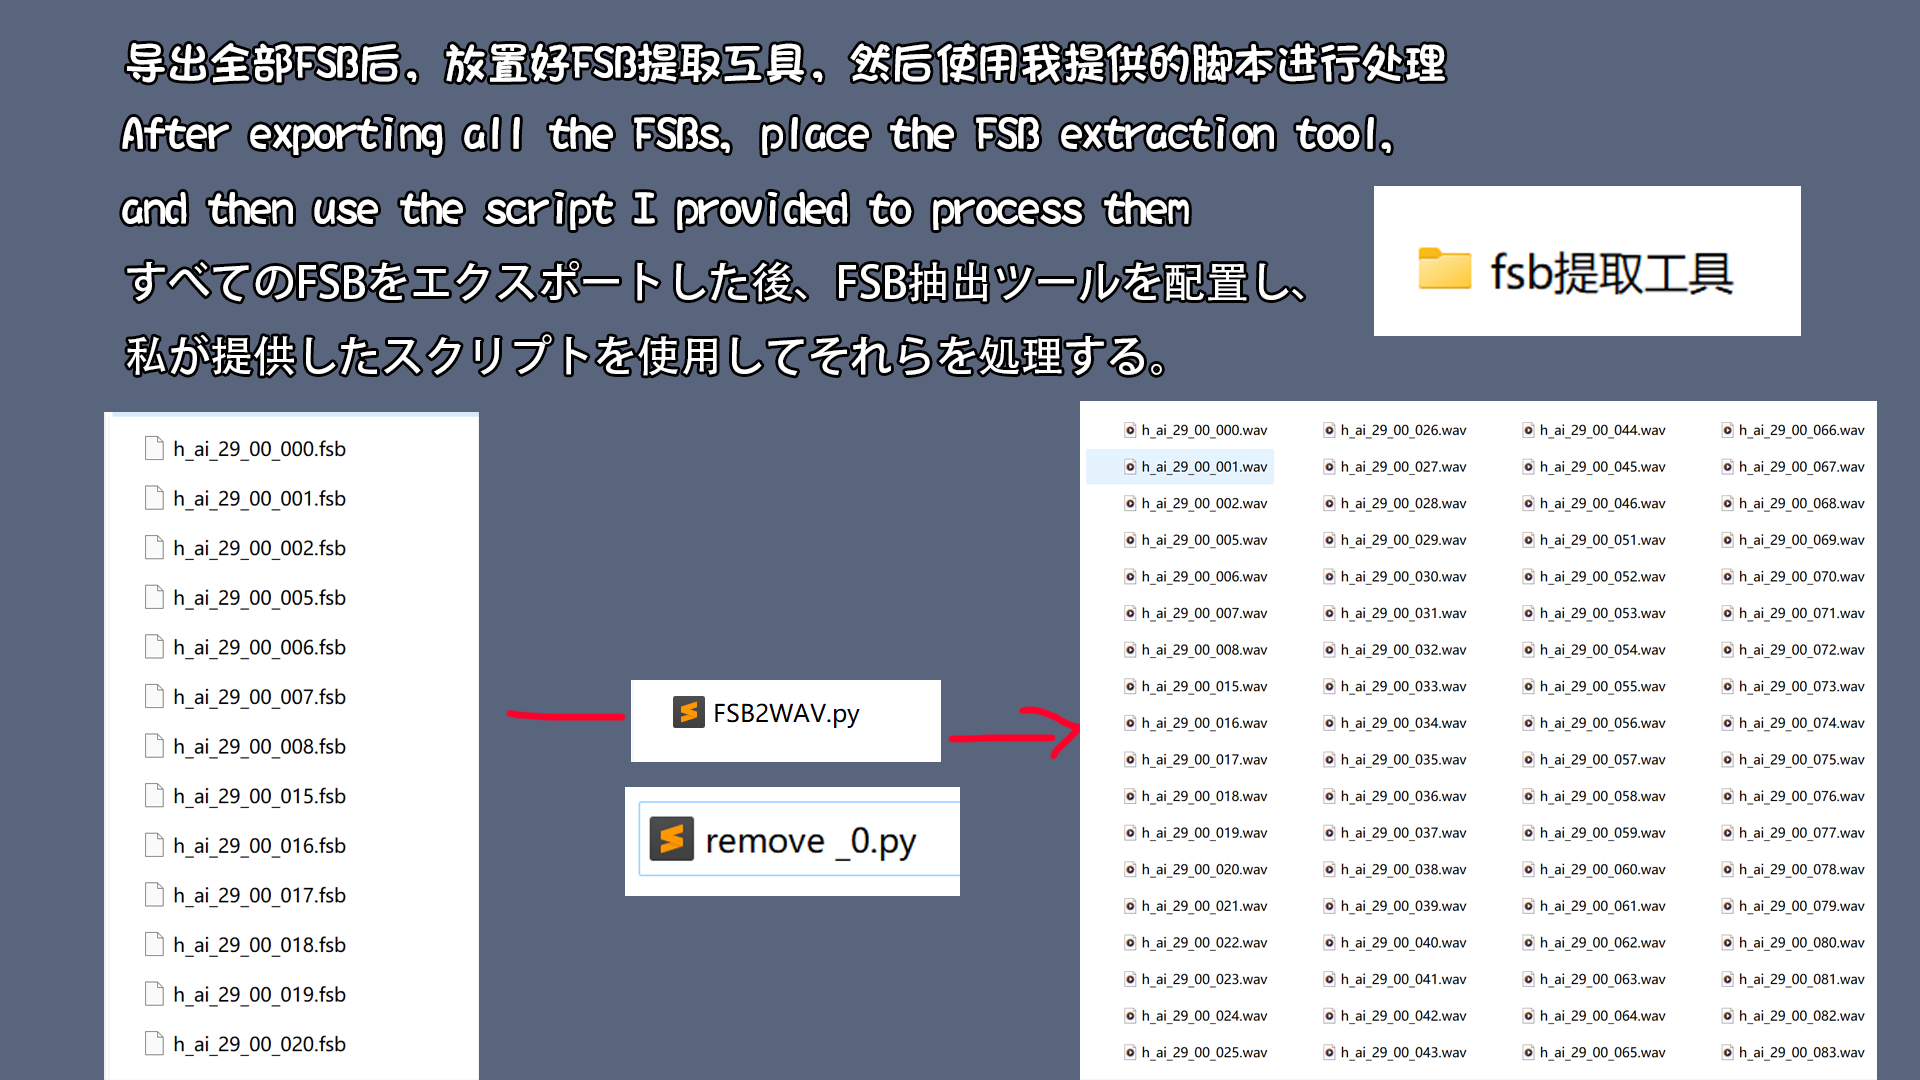 导出全部FSB后，放置好FSB提取工具，然后使用我提供的脚本进行处理
After exporting all the FSBs, place the FSB extraction tool,
and then use the script I provided to process them
すべてのFSBをエクスポートした後、FSB抽出ツールを配置し、
私が提供したスクリプトを使用してそれらを処理する。
fsb提取工具
h_ai_29_00_000.fsb
h_ai_29_00_001.fsb
h_ai_29_00_002.fsb
h_ai_29_00_005.fsb
h_ai_29_00_006.fsb
h_ai_29_00_007.fsb
h_ai_29_00_008.fsb
h_ai_29_00_015.fsb
h_ai_29_00_016.fsb
h_ai_29_00_017.fsb
h_ai_29_00_018.fsb
h_ai_29_00_019.fsb
h_ai_29_00_020.fsb
FSB2WAV.py
remove _0.py
h_ai_29_00_000.wav
h_ai_29_00_001.wav
h_ai_29_00_002.wav
h_ai_29_00_005.wav
h_ai_29_00_006.wav
h_ai_29_00_007.wav
h_ai_29_00_008.wav
h_ai_29_00_015.wav
h_ai_29_00_016.wav
h_ai_29_00_017.wav
h_ai_29_00_018.wav
h_ai_29_00_019.wav
h_ai_29_00_020.wav
h_ai_29_00_021.wav
h_ai_29_00_022.wav
h_ai_29_00_023.wav
h_ai_29_00_024.wav
h_ai_29_00_025.wav
h_ai_29_00_026.wav
h_ai_29_00_027.wav
h_ai_29_00_028.wav
h_ai_29_00_029.wav
h_ai_29_00_030.wav
h_ai_29_00_031.wav
h_ai_29_00_032.wav
h_ai_29_00_033.wav
h_ai_29_00_034.wav
h_ai_29_00_035.wav
h_ai_29_00_036.wav
h_ai_29_00_037.wav
h_ai_29_00_038.wav
h_ai_29_00_039.wav
h_ai_29_00_040.wav
h_ai_29_00_041.wav
h_ai_29_00_042.wav
h_ai_29_00_043.wav
h_ai_29_00_044.wav
h_ai_29_00_045.wav
h_ai_29_00_046.wav
h_ai_29_00_051.wav
h_ai_29_00_052.wav
h_ai_29_00_053.wav
h_ai_29_00_054.wav
h_ai_29_00_055.wav
h_ai_29_00_056.wav
h_ai_29_00_057.wav
h_ai_29_00_058.wav
h_ai_29_00_059.wav
h_ai_29_00_060.wav
h_ai_29_00_061.wav
h_ai_29_00_062.wav
h_ai_29_00_063.wav
h_ai_29_00_064.wav
h_ai_29_00_065.wav
h_ai_29_00_066.wav
h_ai_29_00_067.wav
h_ai_29_00_068.wav
h_ai_29_00_069.wav
h_ai_29_00_070.wav
h_ai_29_00_071.wav
h_ai_29_00_072.wav
h_ai_29_00_073.wav
h_ai_29_00_074.wav
h_ai_29_00_075.wav
h_ai_29_00_076.wav
h_ai_29_00_077.wav
h_ai_29_00_078.wav
h_ai_29_00_079.wav
h_ai_29_00_080.wav
h_ai_29_00_081.wav
h_ai_29_00_082.wav
h_ai_29_00_083.wav